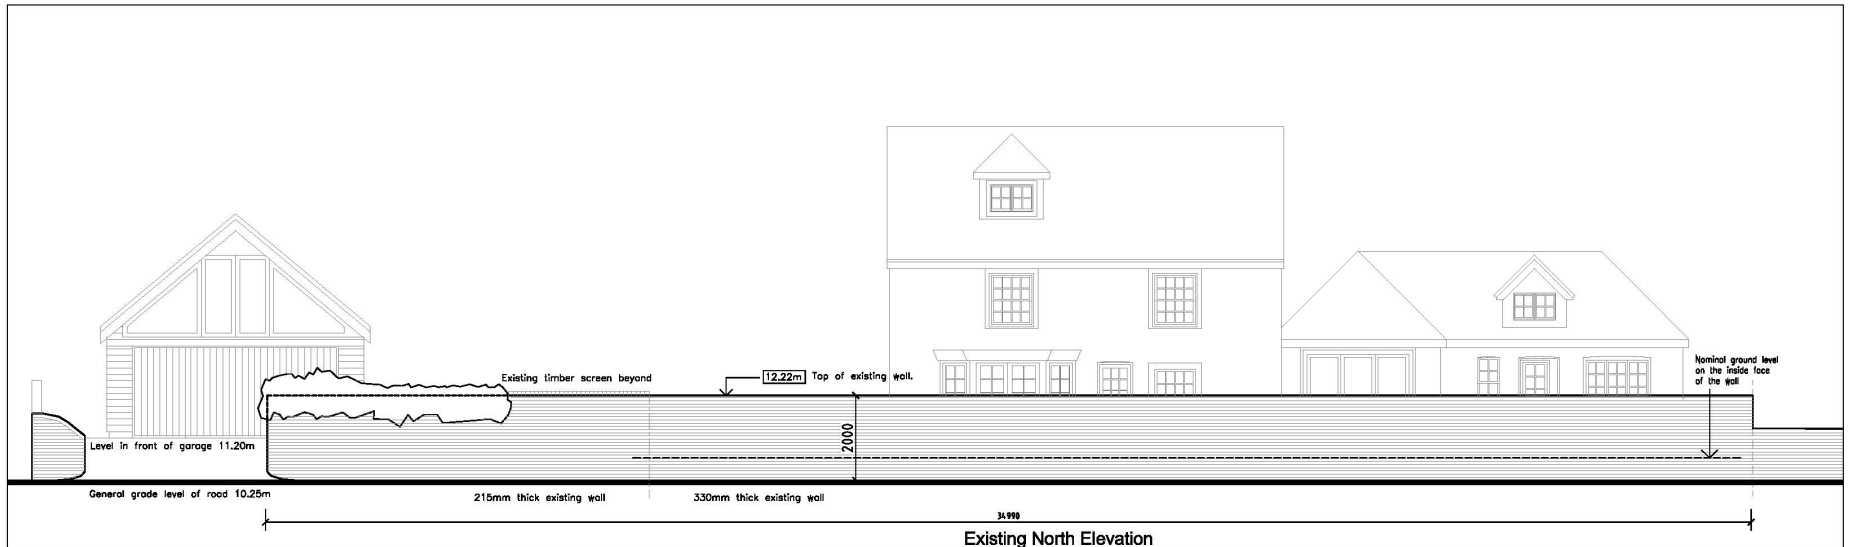 Existing timber screen beyond
12.22m Top of existing wall.
Nominal ground level
on the inside face
of the wall
2000
Level in front of garage 11.20m
General grade level of road 10.25m
215mm thick existing wall
330mm thick existing wall
34990
Existing North Elevation